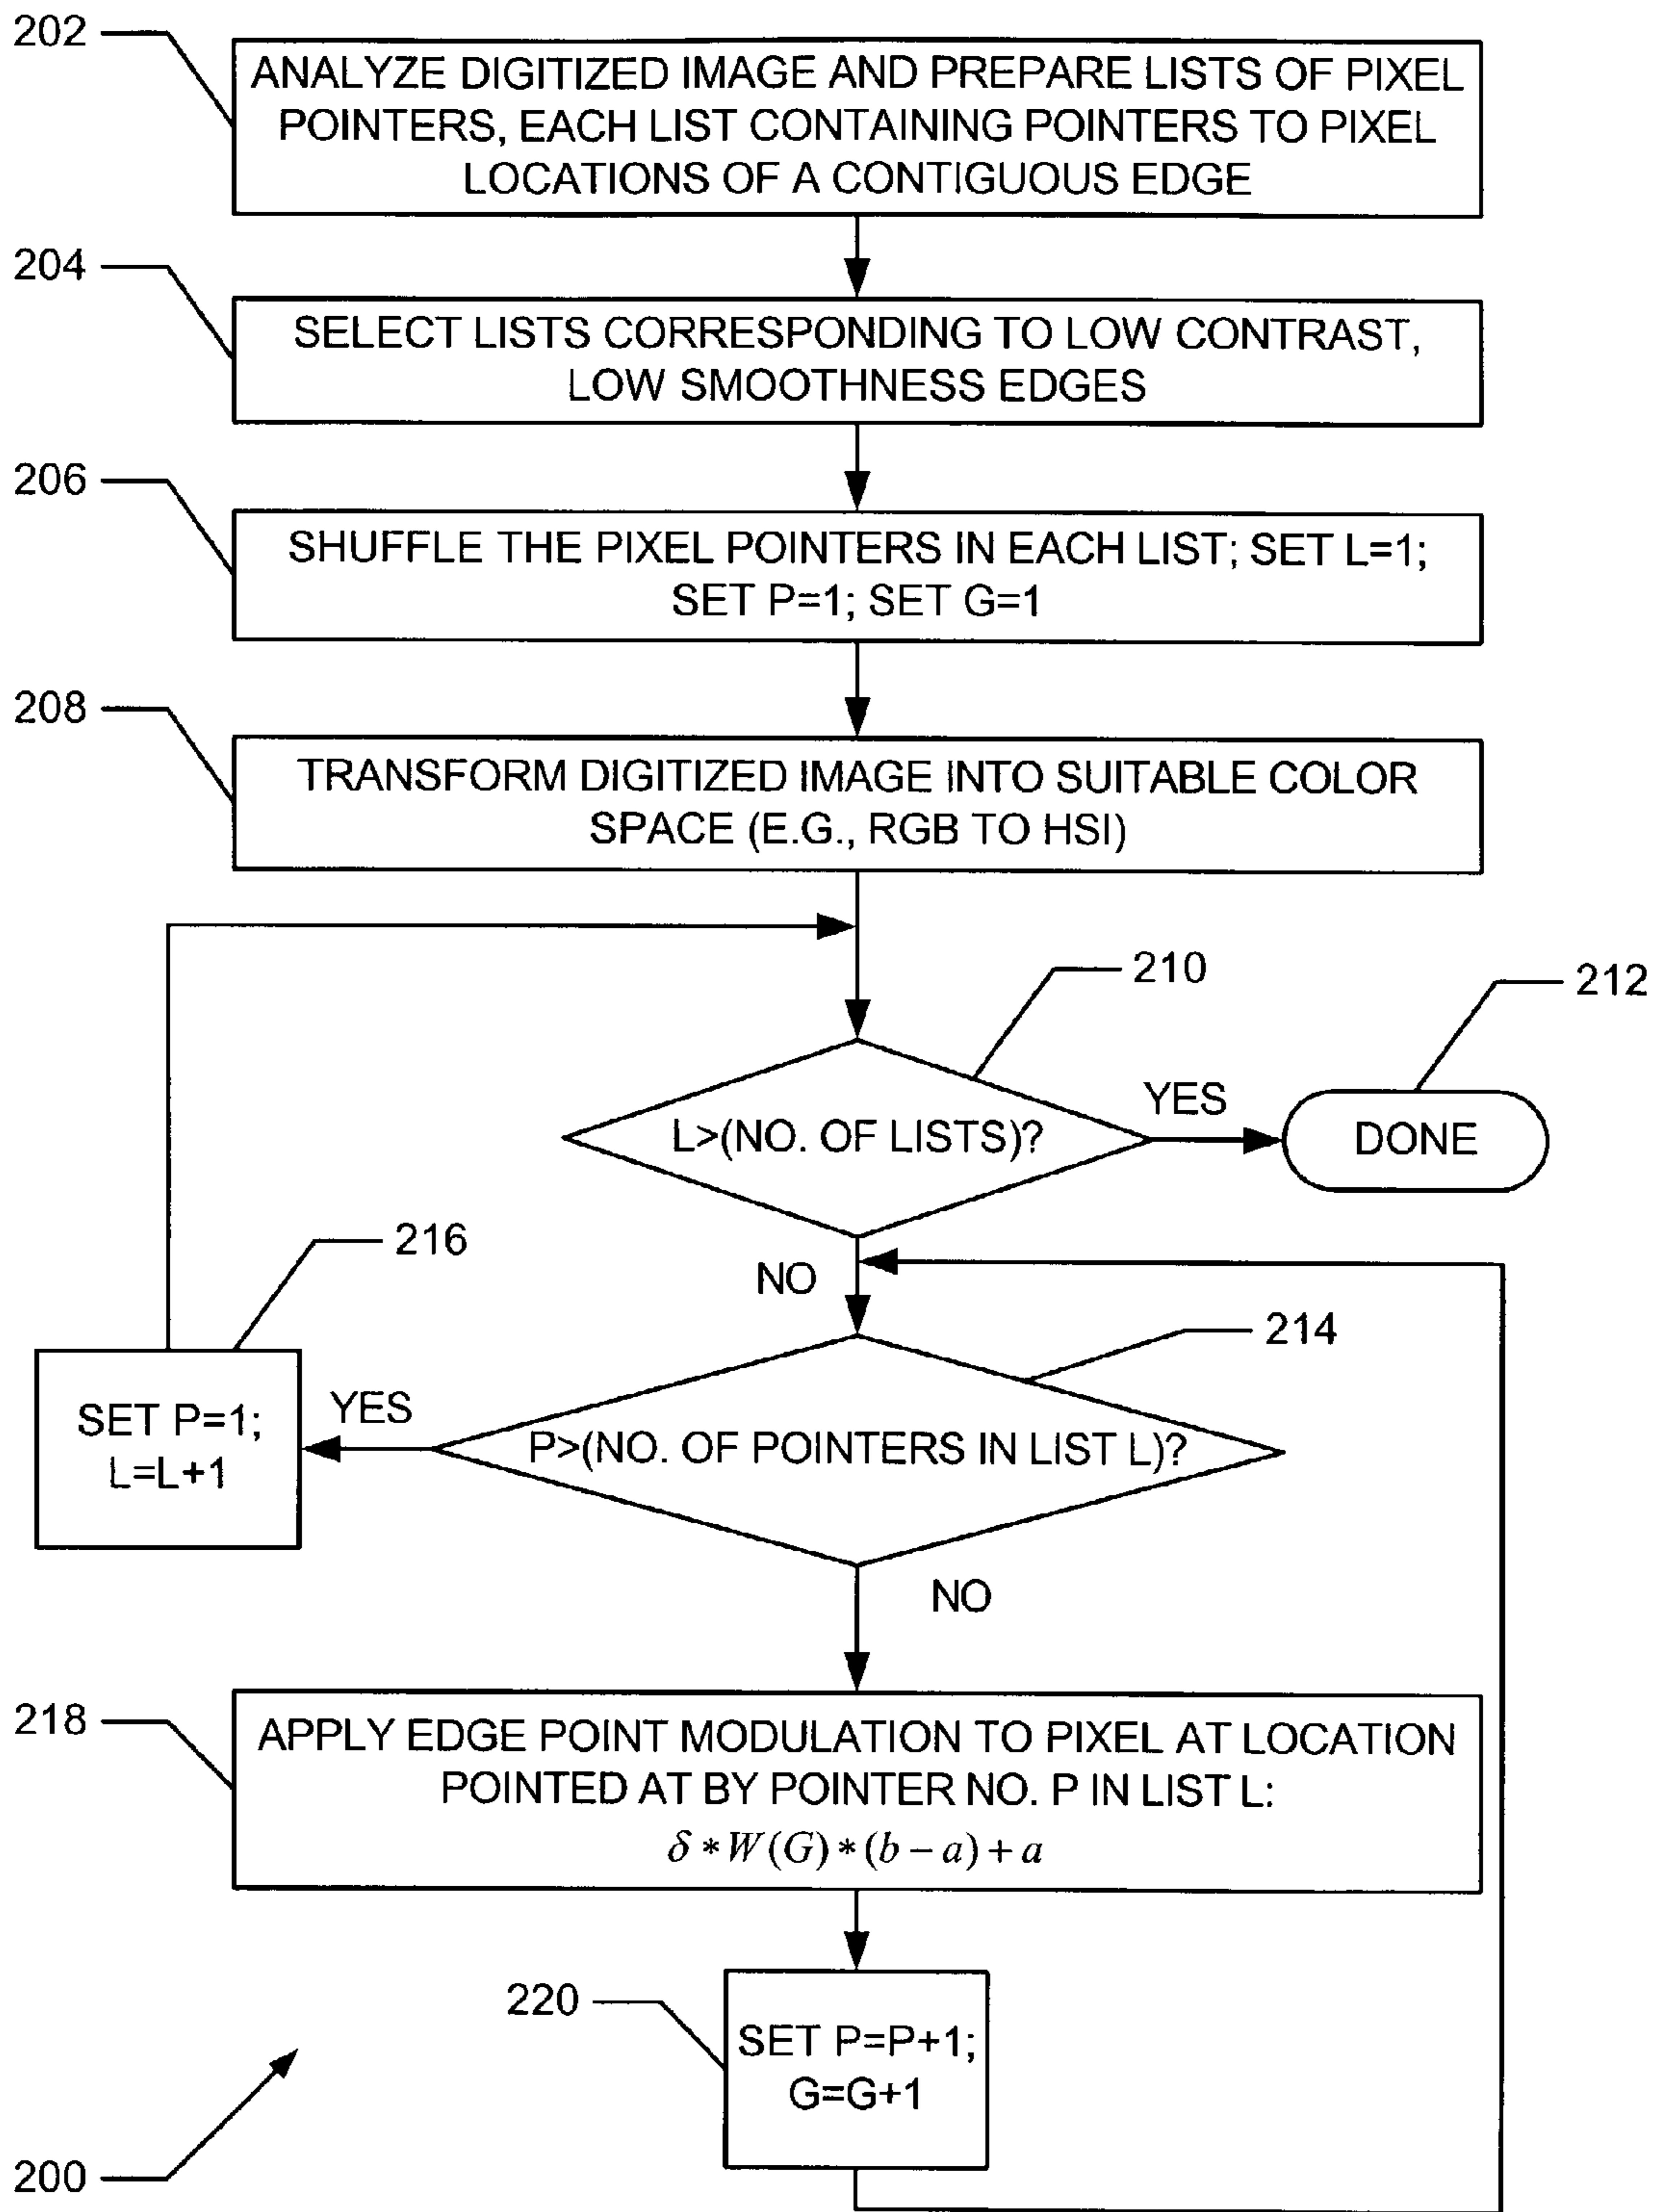 202
ANALYZE DIGITIZED IMAGE AND PREPARE LISTS OF PIXEL
POINTERS, EACH LIST CONTAINING POINTERS TO PIXEL
LOCATIONS OF A CONTIGUOUS EDGE
204
SELECT LISTS CORRESPONDING TO LOW CONTRAST,
LOW SMOOTHNESS EDGES
206
SHUFFLE THE PIXEL POINTERS IN EACH LIST; SET L=1;
SET P=1; SET G=1
208
TRANSFORM DIGITIZED IMAGE INTO SUITABLE COLOR
SPACE (E.G., RGB TO HSI)
210
212
L>(NO. OF LISTS)?
YES
DONE
216
NO
214
SET P=1;
L=L+1
YES
P>(NO. OF POINTERS IN LIST L)?
NO
218
APPLY EDGE POINT MODULATION TO PIXEL AT LOCATION
POINTED AT BY POINTER NO. P IN LIST L:
δ * W(G) * (b − a) + a
220
SET P=P+1;
G=G+1
200